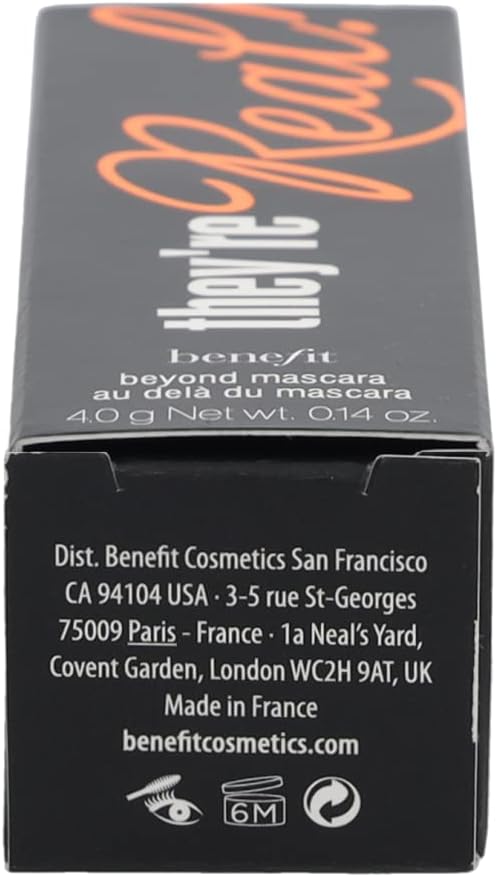 they're Real!
benefit
beyond mascara
au delà du mascara
4.0 g Net wt. 0.14 oz.
Dist. Benefit Cosmetics San Francisco
CA 94104 USA · 3-5 rue St-Georges
75009 Paris - France · 1a Neal's Yard,
Covent Garden, London WC2H 9AT, UK
Made in France
benefitcosmetics.com
6M